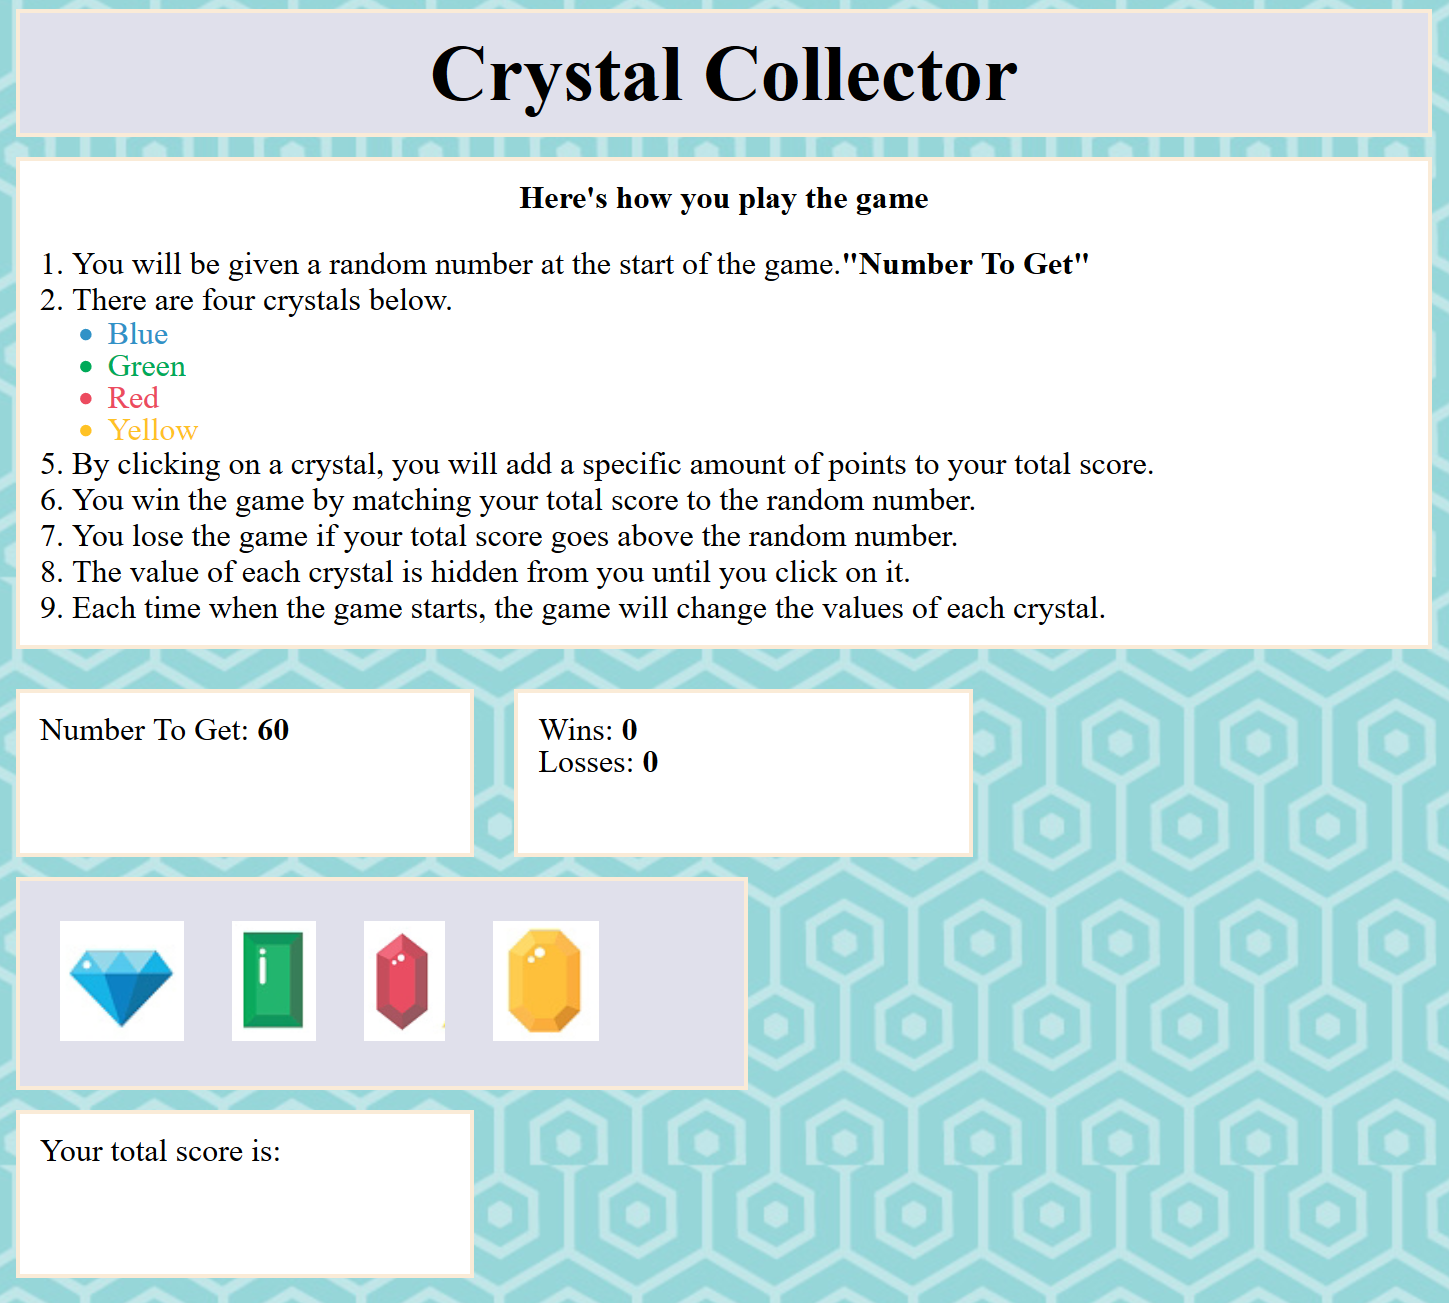 Crystal Collector
Here's how you play the game
1. You will be given a random number at the start of the game."Number To Get"
2. There are four crystals below.
• Blue
• Green
• Red
• Yellow
5. By clicking on a crystal, you will add a specific amount of points to your total score.
6. You win the game by matching your total score to the random number.
7. You lose the game if your total score goes above the random number.
8. The value of each crystal is hidden from you until you click on it.
9. Each time when the game starts, the game will change the values of each crystal.
Number To Get: 60
Wins: 0
Losses: 0
Your total score is: